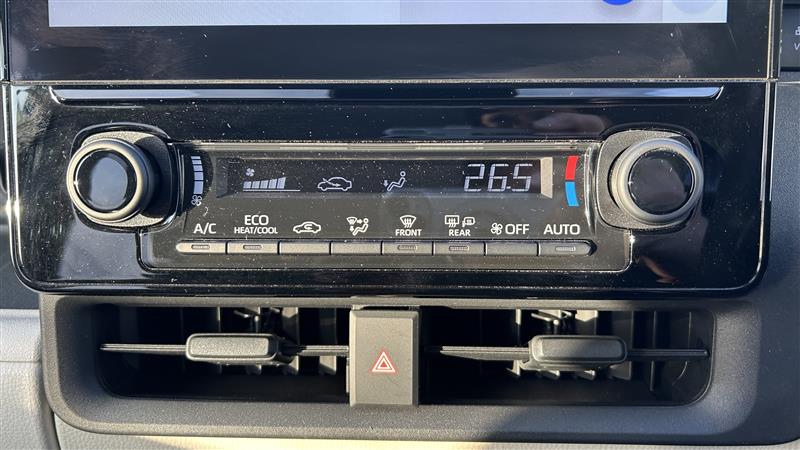 26.5
A/C
ECO
HEAT/COOL
FRONT
REAR
OFF
AUTO